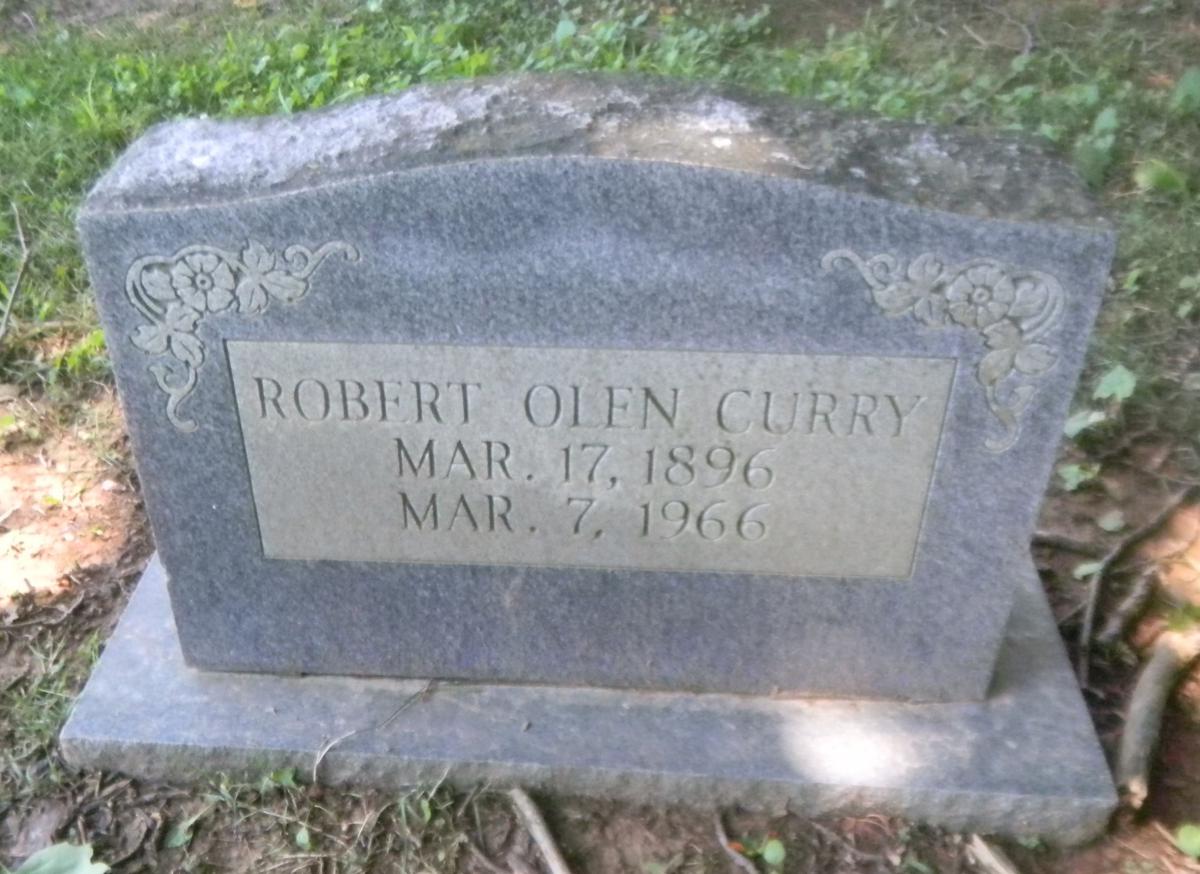 ROBERT OLEN CURRY
MAR. 17, 1896
MAR. 7, 1966